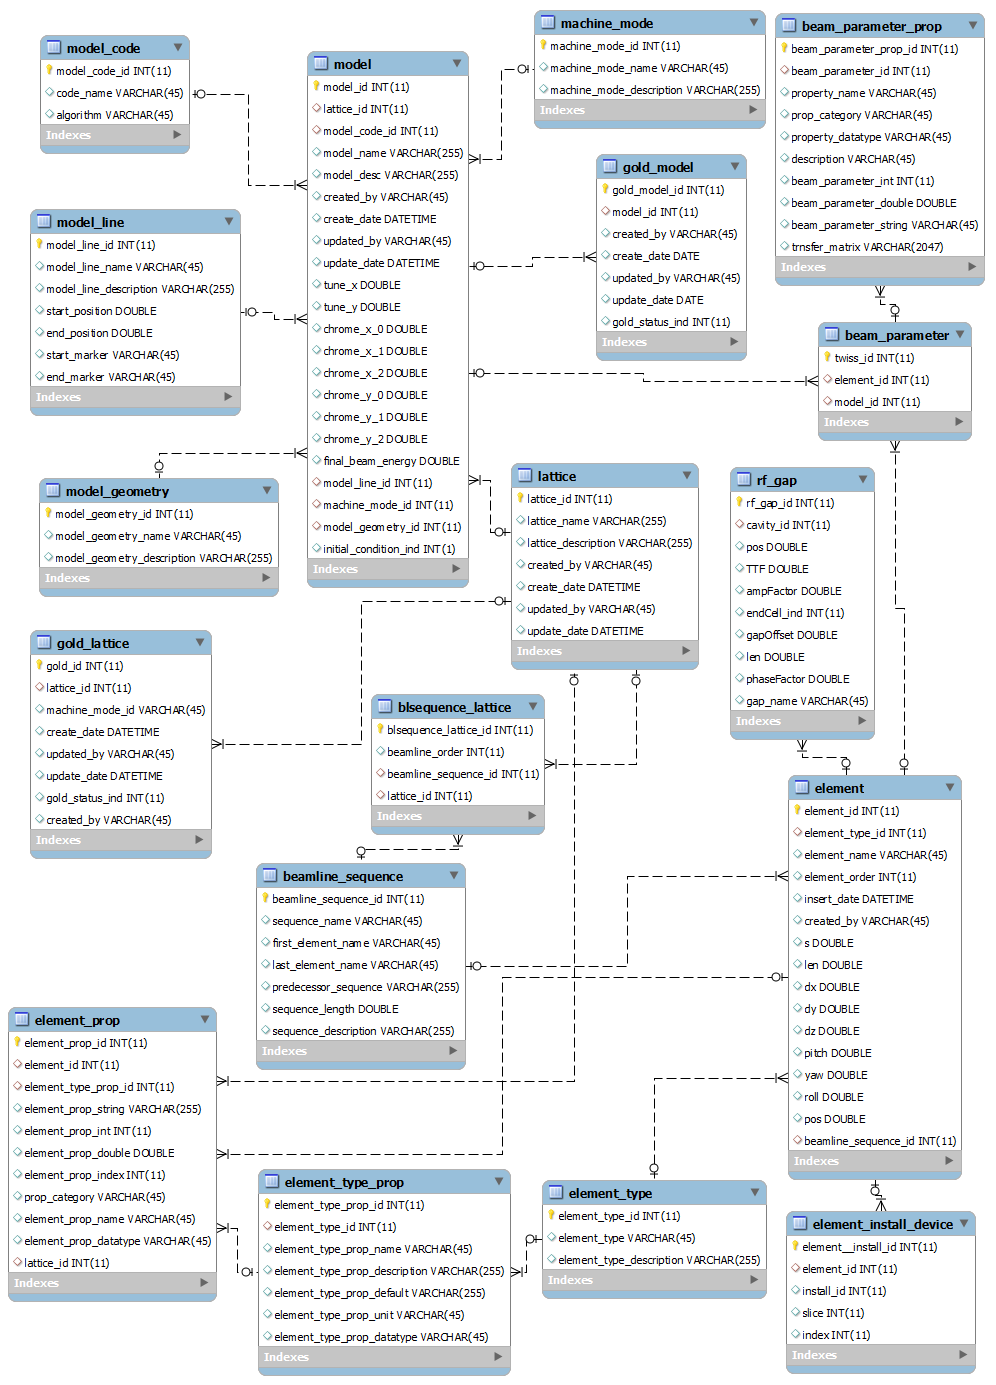 model_code
model_code_id INT(11)
code_name VARCHAR(45)
algorithm VARCHAR(45)
Indexes
model
model_id INT(11)
lattice_id INT(11)
model_code_id INT(11)
model_name VARCHAR(255)
model_desc VARCHAR(255)
created_by VARCHAR(45)
create_date DATETIME
updated_by VARCHAR(45)
update_date DATETIME
tune_x DOUBLE
tune_y DOUBLE
chrome_x_0 DOUBLE
chrome_x_1 DOUBLE
chrome_x_2 DOUBLE
chrome_y_0 DOUBLE
chrome_y_1 DOUBLE
chrome_y_2 DOUBLE
final_beam_energy DOUBLE
model_line_id INT(11)
machine_mode_id INT(11)
model_geometry_id INT(11)
initial_condition_ind INT(1)
Indexes
machine_mode
machine_mode_id INT(11)
machine_mode_name VARCHAR(45)
machine_mode_description VARCHAR(255)
Indexes
beam_parameter_prop
beam_parameter_prop_id INT(11)
beam_parameter_id INT(11)
property_name VARCHAR(45)
prop_category VARCHAR(45)
property_datatype VARCHAR(45)
description VARCHAR(45)
beam_parameter_int INT(11)
beam_parameter_double DOUBLE
beam_parameter_string VARCHAR(45)
trnsfer_matrix VARCHAR(2047)
Indexes
gold_model
gold_model_id INT(11)
model_id INT(11)
created_by VARCHAR(45)
create_date DATE
updated_by VARCHAR(45)
update_date DATE
gold_status_ind INT(11)
Indexes
model_line
model_line_id INT(11)
model_line_name VARCHAR(45)
model_line_description VARCHAR(255)
start_position DOUBLE
end_position DOUBLE
start_marker VARCHAR(45)
end_marker VARCHAR(45)
Indexes
beam_parameter
twiss_id INT(11)
element_id INT(11)
model_id INT(11)
Indexes
model_geometry
model_geometry_id INT(11)
model_geometry_name VARCHAR(45)
model_geometry_description VARCHAR(255)
Indexes
lattice
lattice_id INT(11)
lattice_name VARCHAR(255)
lattice_description VARCHAR(255)
created_by VARCHAR(45)
create_date DATETIME
updated_by VARCHAR(45)
update_date DATETIME
Indexes
rf_gap
rf_gap_id INT(11)
cavity_id INT(11)
pos DOUBLE
TTF DOUBLE
ampFactor DOUBLE
endCell_ind INT(11)
gapOffset DOUBLE
len DOUBLE
phaseFactor DOUBLE
gap_name VARCHAR(45)
Indexes
gold_lattice
gold_id INT(11)
lattice_id INT(11)
machine_mode_id VARCHAR(45)
create_date DATETIME
updated_by VARCHAR(45)
update_date DATETIME
gold_status_ind INT(11)
created_by VARCHAR(45)
Indexes
blsequence_lattice
blsequence_lattice_id INT(11)
beamline_order INT(11)
beamline_sequence_id INT(11)
lattice_id INT(11)
Indexes
beamline_sequence
beamline_sequence_id INT(11)
sequence_name VARCHAR(45)
first_element_name VARCHAR(45)
last_element_name VARCHAR(45)
predecessor_sequence VARCHAR(255)
sequence_length DOUBLE
sequence_description VARCHAR(255)
Indexes
element
element_id INT(11)
element_type_id INT(11)
element_name VARCHAR(45)
element_order INT(11)
insert_date DATETIME
created_by VARCHAR(45)
s DOUBLE
len DOUBLE
dx DOUBLE
dy DOUBLE
dz DOUBLE
pitch DOUBLE
yaw DOUBLE
roll DOUBLE
pos DOUBLE
beamline_sequence_id INT(11)
Indexes
element_prop
element_prop_id INT(11)
element_id INT(11)
element_type_prop_id INT(11)
element_prop_string VARCHAR(255)
element_prop_int INT(11)
element_prop_double DOUBLE
element_prop_index INT(11)
prop_category VARCHAR(45)
element_prop_name VARCHAR(45)
element_prop_datatype VARCHAR(45)
lattice_id INT(11)
Indexes
element_type_prop
element_type_prop_id INT(11)
element_type_id INT(11)
element_type_prop_name VARCHAR(45)
element_type_prop_description VARCHAR(255)
element_type_prop_default VARCHAR(255)
element_type_prop_unit VARCHAR(45)
element_type_prop_datatype VARCHAR(45)
Indexes
element_type
element_type_id INT(11)
element_type VARCHAR(45)
element_type_description VARCHAR(255)
Indexes
element_install_device
element__install_id INT(11)
element_id INT(11)
install_id INT(11)
slice INT(11)
index INT(11)
Indexes